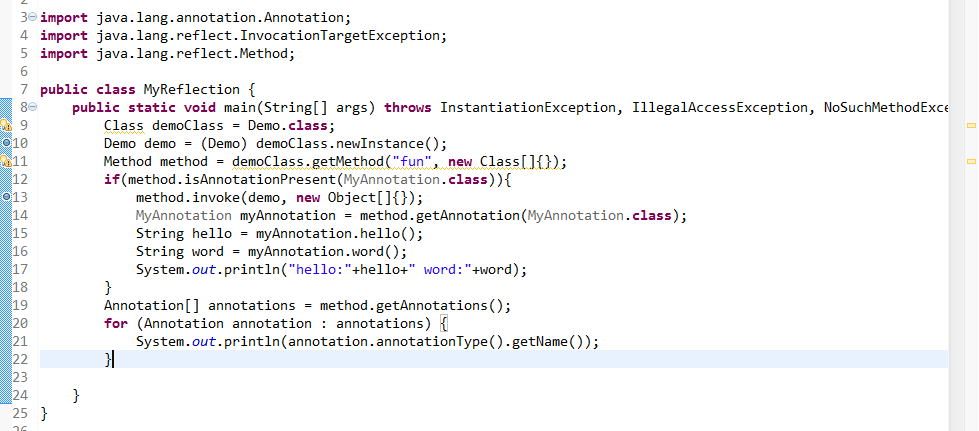 3 import java.lang.annotation.Annotation;
4 import java.lang.reflect.InvocationTargetException;
5 import java.lang.reflect.Method;
6
7 public class MyReflection {
8     public static void main(String[] args) throws InstantiationException, IllegalAccessException, NoSuchMethodExce
9         Class demoClass = Demo.class;
10         Demo demo = (Demo) demoClass.newInstance();
11         Method method = demoClass.getMethod("fun", new Class[]{});
12         if(method.isAnnotationPresent(MyAnnotation.class)){
13             method.invoke(demo, new Object[]{});
14             MyAnnotation myAnnotation = method.getAnnotation(MyAnnotation.class);
15             String hello = myAnnotation.hello();
16             String word = myAnnotation.word();
17             System.out.println("hello:"+hello+" word:"+word);
18         }
19         Annotation[] annotations = method.getAnnotations();
20         for (Annotation annotation : annotations) {
21             System.out.println(annotation.annotationType().getName());
22         }
23
24     }
25 }